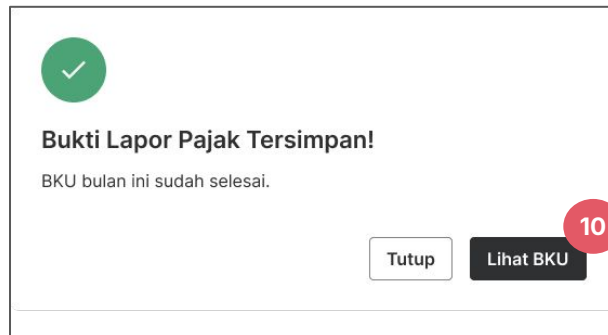 Bukti Lapor Pajak Tersimpan!
BKU bulan ini sudah selesai.
10
Tutup
Lihat BKU